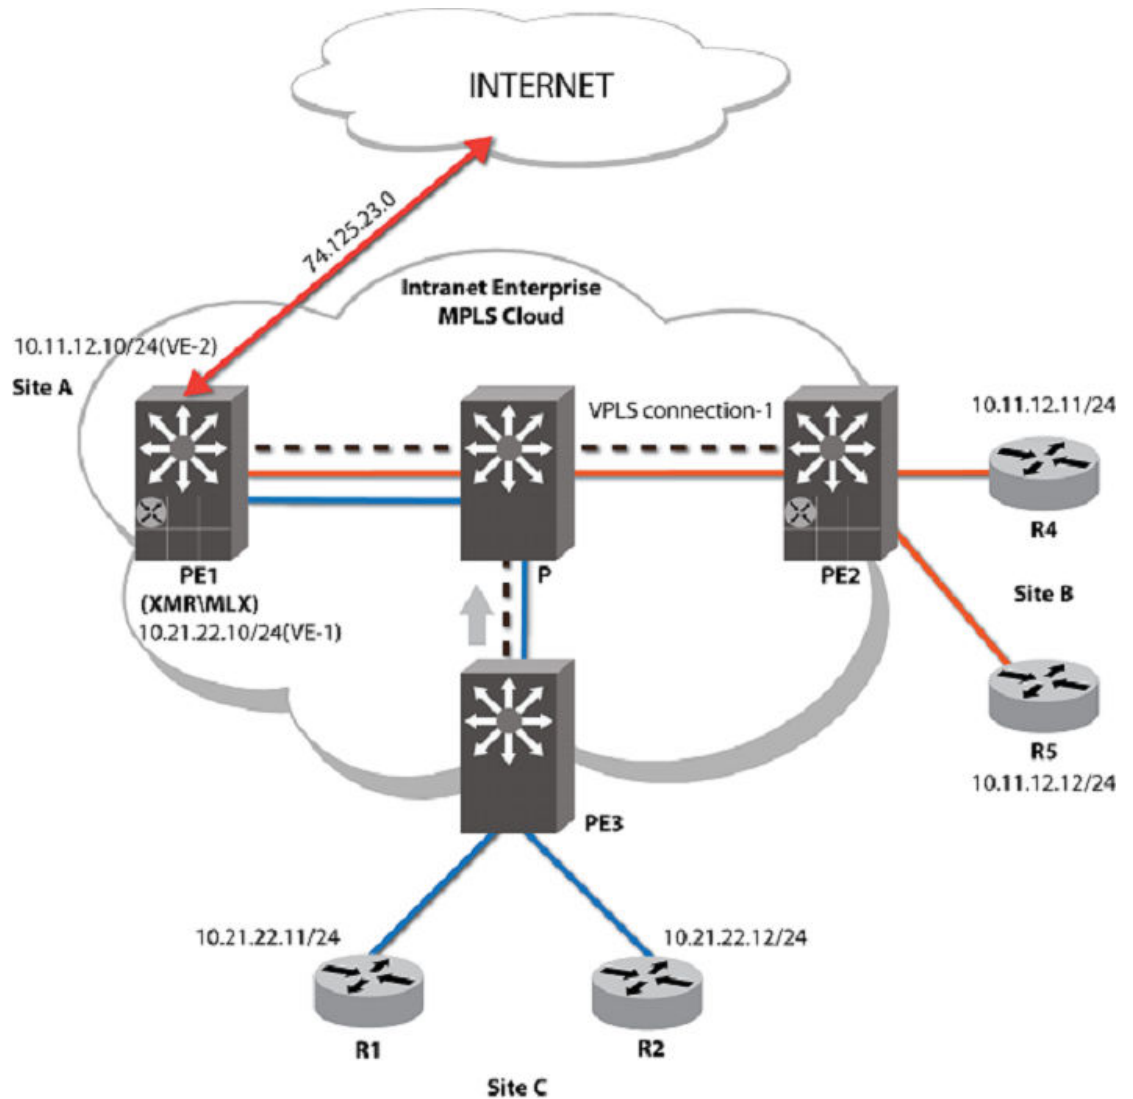 INTERNET
74.125.23.0
Intranet Enterprise
MPLS Cloud
10.11.12.10/24(VE-2)
Site A
VPLS connection-1
10.11.12.11/24
R4
PE1
(XMR\MLX)
10.21.22.10/24(VE-1)
P
PE2
Site B
R5
10.11.12.12/24
PE3
10.21.22.11/24
10.21.22.12/24
R1
R2
Site C